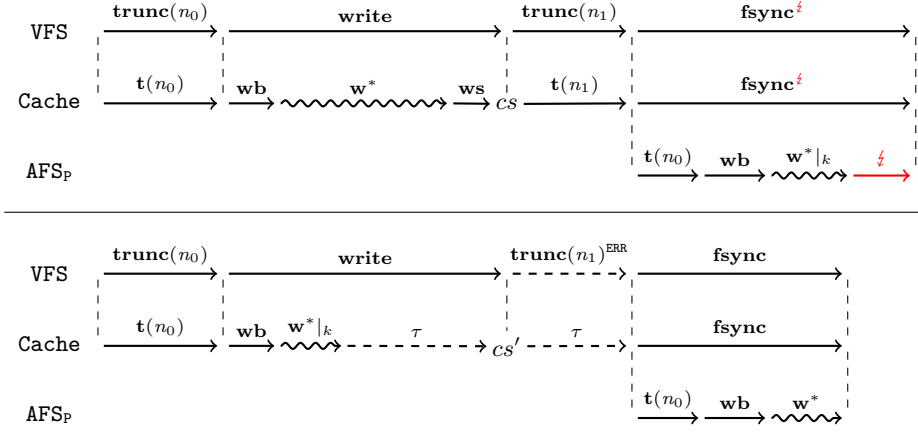 trunc(n₀) write trunc(n₁) fsync↯
VFS
t(n₀) wb w* ws t(n₁) fsync↯
Cache cs
t(n₀) wb w*|ₖ ↯
AFSₚ
trunc(n₀) write trunc(n₁)ᴱᴿᴿ fsync
VFS
t(n₀) wb w*|ₖ τ τ fsync
Cache cs′
t(n₀) wb w*
AFSₚ